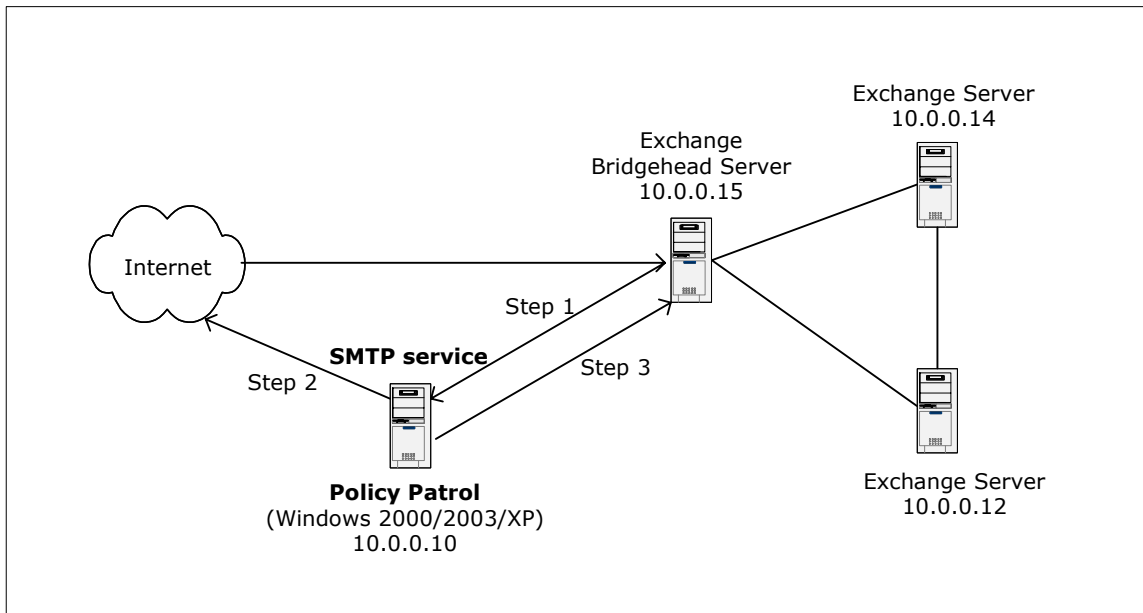 Exchange Server
10.0.0.14
Exchange
Bridgehead Server
10.0.0.15
Internet
Step 1
SMTP service
Step 2
Step 3
Policy Patrol
(Windows 2000/2003/XP)
10.0.0.10
Exchange Server
10.0.0.12